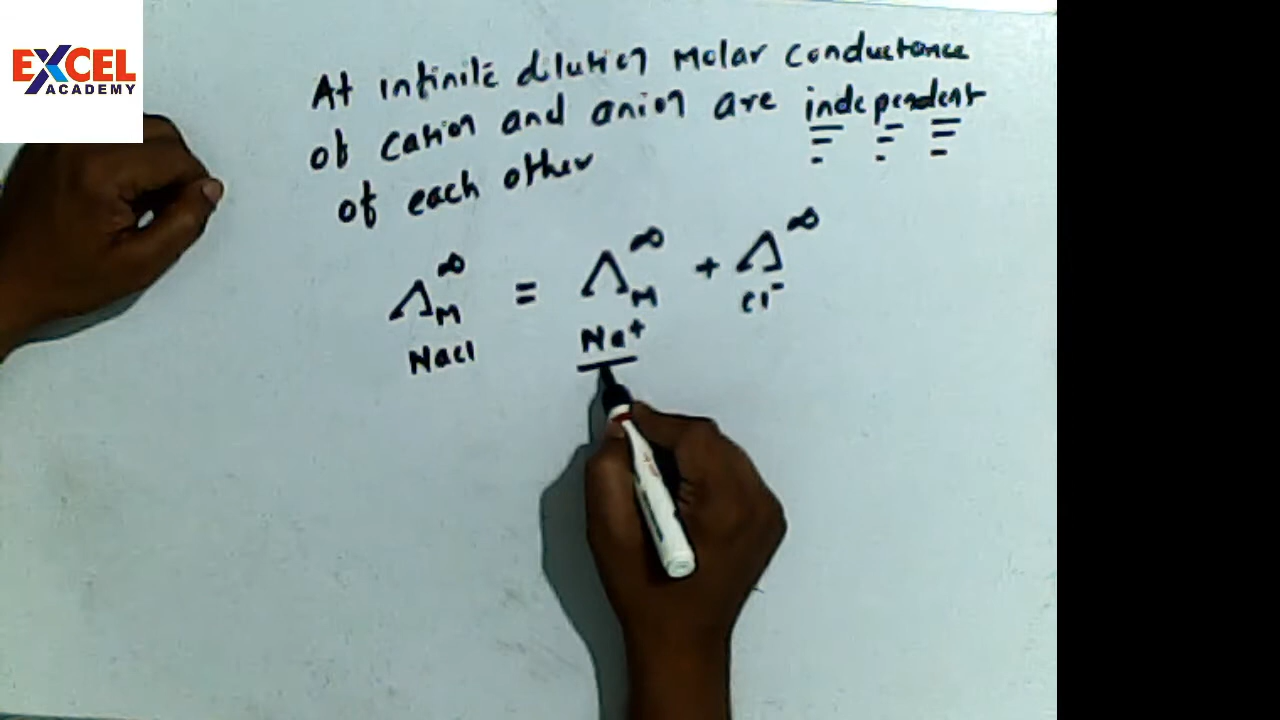 EXCEL
ACADEMY
At infinite dilution Molar conductance
of cation and anion are independent
of each other
Λ∞M NaCl = Λ∞M Na+ + Λ∞ Cl-